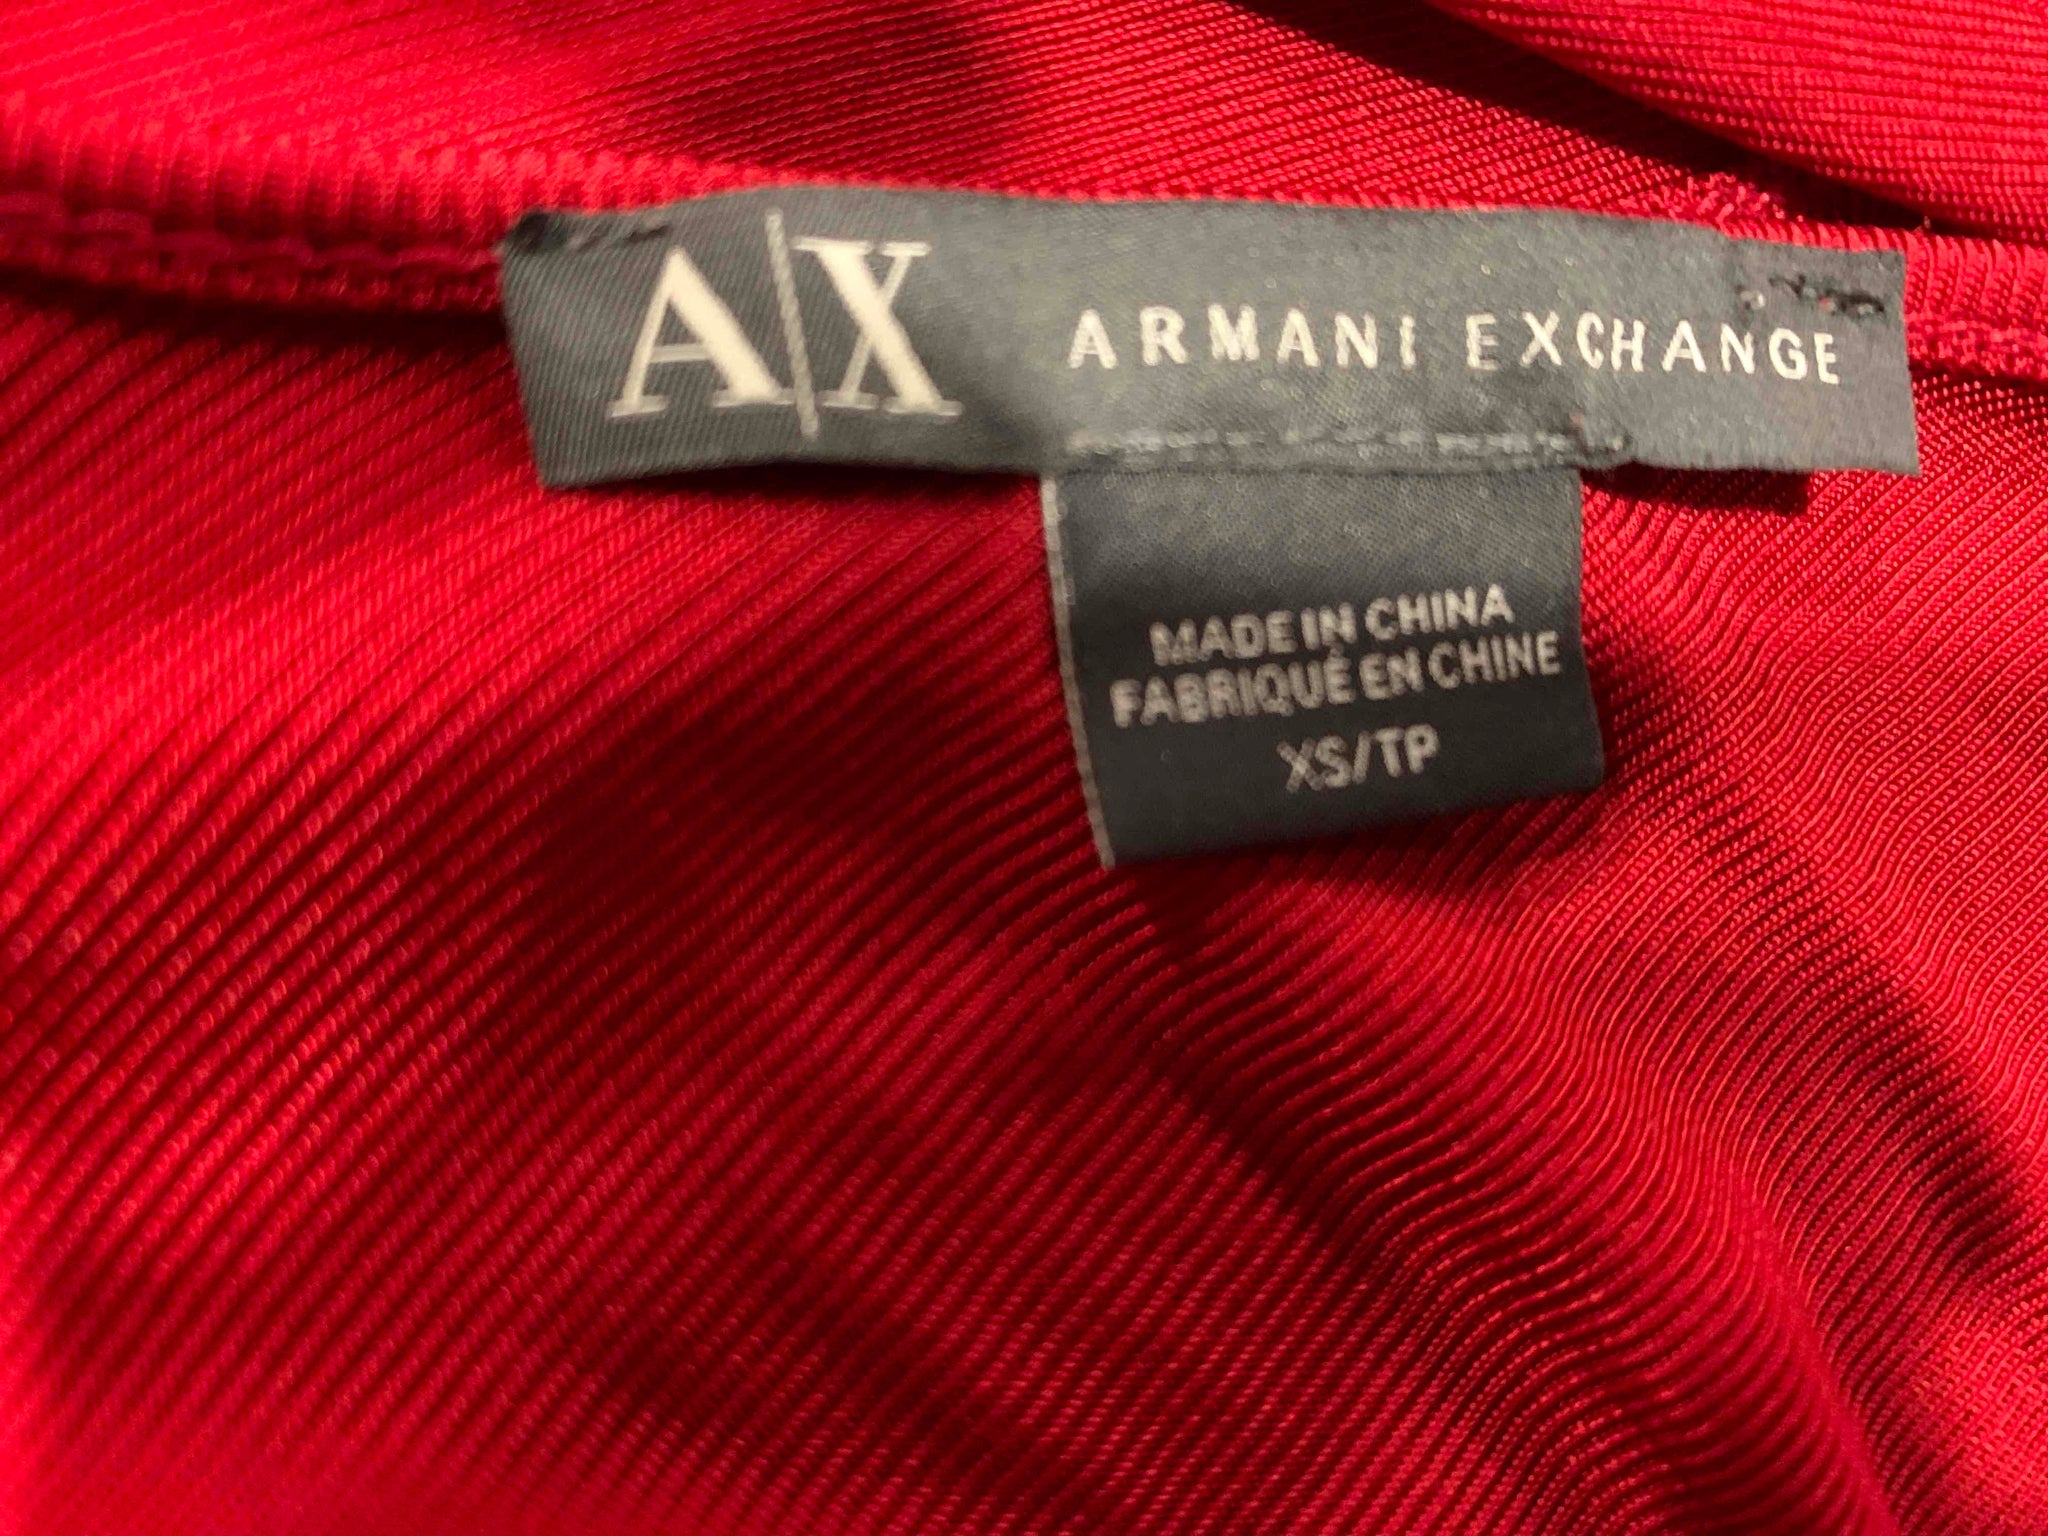 A|X ARMANI EXCHANGE
MADE IN CHINA
FABRIQUÉ EN CHINE
XS/TP